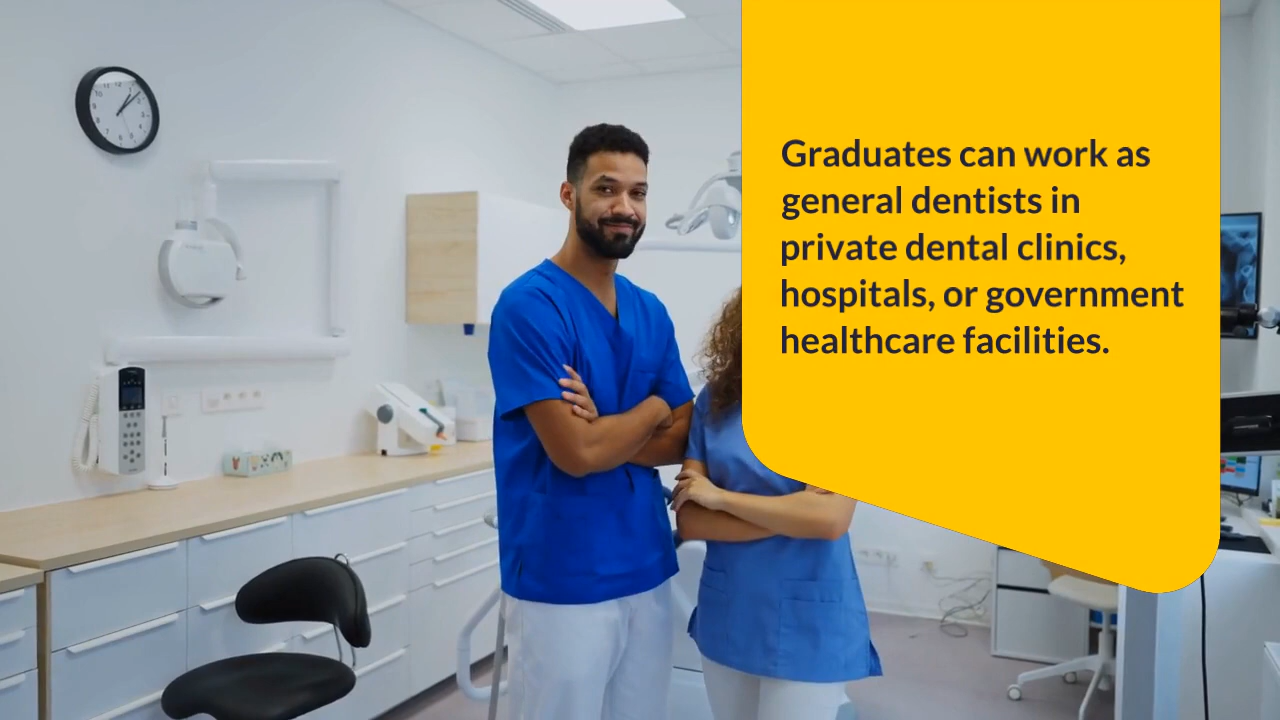 Graduates can work as
general dentists in
private dental clinics,
hospitals, or government
healthcare facilities.